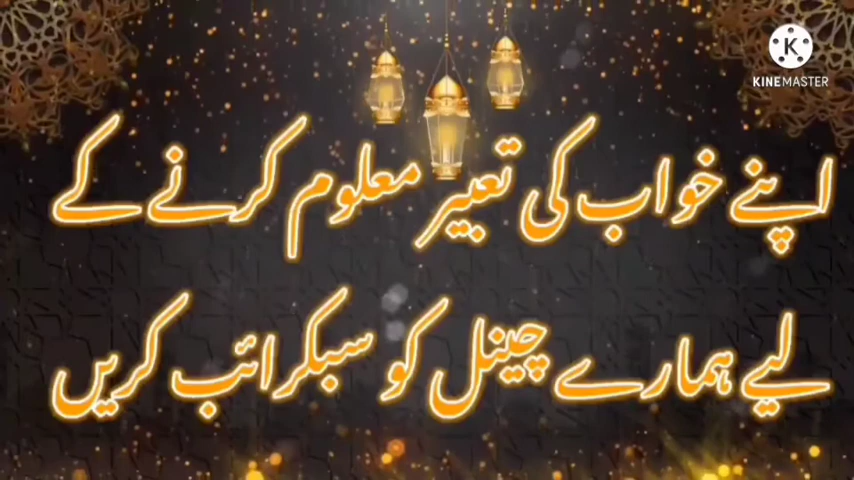 KINEMASTER
اپنے خواب کی تعبیر معلوم کرنے کے
لیے ہمارے چینل کو سبکرائب کریں